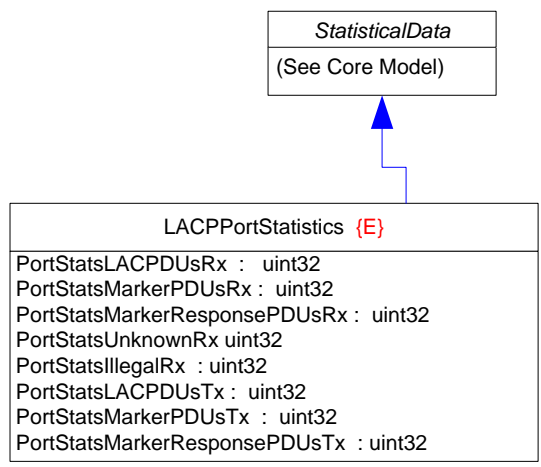 StatisticalData
(See Core Model)
LACPPortStatistics {E}
PortStatsLACPDUsRx : uint32
PortStatsMarkerPDUsRx : uint32
PortStatsMarkerResponsePDUsRx : uint32
PortStatsUnknownRx uint32
PortStatsIllegalRx : uint32
PortStatsLACPDUsTx : uint32
PortStatsMarkerPDUsTx : uint32
PortStatsMarkerResponsePDUsTx : uint32